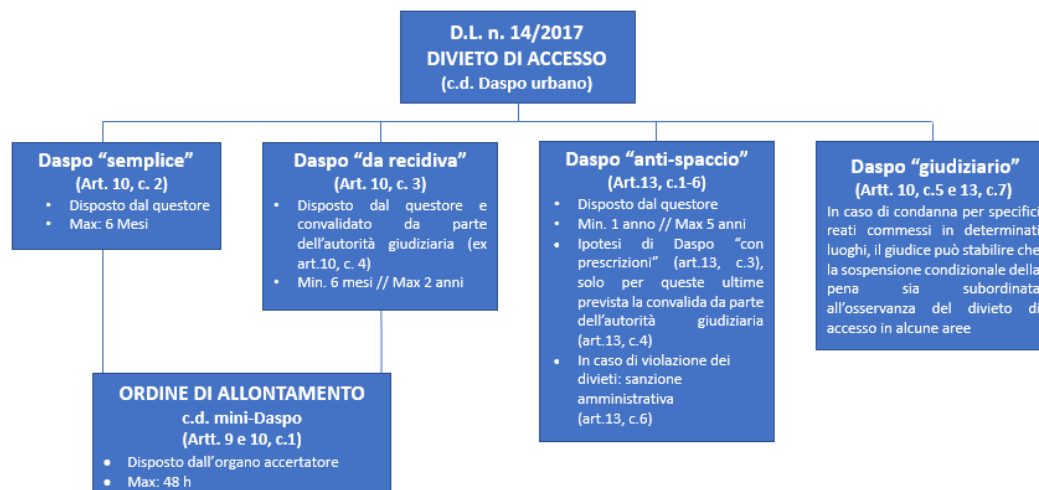 D.L. n. 14/2017
DIVIETO DI ACCESSO
(c.d. Daspo urbano)
Daspo “semplice”
(Art. 10, c. 2)
• Disposto dal questore
• Max: 6 Mesi
Daspo “da recidiva”
(Art. 10, c. 3)
• Disposto dal questore e
convalidato da parte
dell’autorità giudiziaria (ex
art.10, c. 4)
• Min. 6 mesi // Max 2 anni
Daspo “anti-spaccio”
(Art.13, c.1-6)
• Disposto dal questore
• Min. 1 anno // Max 5 anni
• Ipotesi di Daspo “con
prescrizioni” (art.13, c.3),
solo per queste ultime
prevista la convalida da parte
dell’autorità giudiziaria
(art.13, c.4)
• In caso di violazione dei
divieti: sanzione
amministrativa
(art.13, c.6)
Daspo “giudiziario”
(Artt. 10, c.5 e 13, c.7)
In caso di condanna per specifici
reati commessi in determinati
luoghi, il giudice può stabilire che
la sospensione condizionale della
pena sia subordinata
all’osservanza del divieto di
accesso in alcune aree
ORDINE DI ALLONTAMENTO
c.d. mini-Daspo
(Artt. 9 e 10, c.1)
• Disposto dall’organo accertatore
• Max: 48 h